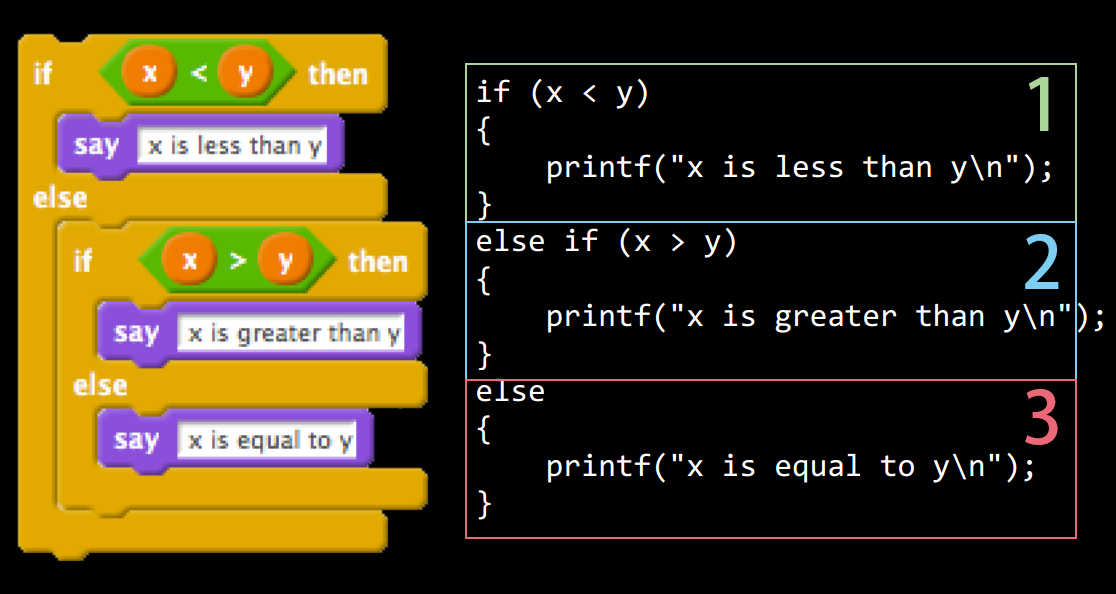 if x < y then
say x is less than y
else
if x > y then
say x is greater than y
else
say x is equal to y
if (x < y)
{
    printf("x is less than y\n");
}
1
else if (x > y)
{
    printf("x is greater than y\n");
}
2
else
{
    printf("x is equal to y\n");
}
3